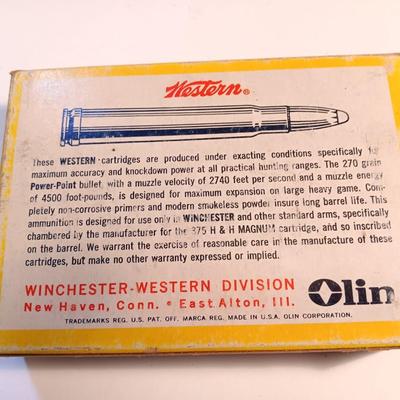 Western®
These WESTERN cartridges are produced under exacting conditions specifically for
maximum accuracy and knockdown power at all practical hunting ranges. The 270 grain
Power-Point bullet, with a muzzle velocity of 2740 feet per second and a muzzle energy
of 4500 foot-pounds, is designed for maximum expansion on large heavy game. Com-
pletely non-corrosive primers and modern smokeless powder insure long barrel life. This
ammunition is designed for use only in WINCHESTER and other standard arms, specifically
chambered by the manufacturer for the 375 H & H MAGNUM cartridge, and so inscribed
on the barrel. We warrant the exercise of reasonable care in the manufacture of these
cartridges, but make no other warranty expressed or implied.
WINCHESTER-WESTERN DIVISION
New Haven, Conn. • East Alton, Ill.
Olin
TRADEMARKS REG. U.S. PAT. OFF. MARCA REG. MADE IN U.S.A. OLIN CORPORATION.